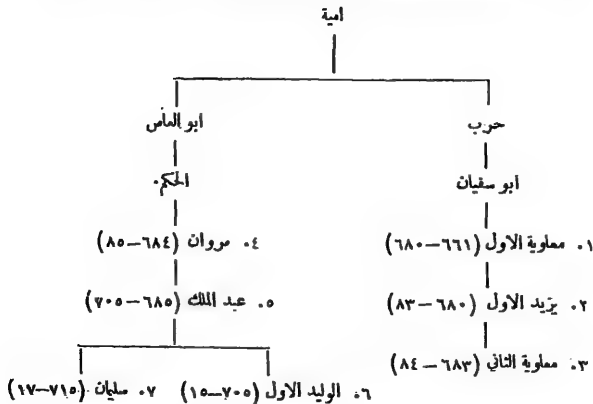 امية
حرب
ابو العاص
ابو سفيان
الحكم.
١. معاوية الاول (٦٦١–٦٨٠)
٤. مروان (٦٨٤–٨٥)
٢. يزيد الاول (٦٨٠–٨٣)
٥. عبد الملك (٦٨٥–٧٠٥)
٣. معاوية الثاني (٦٨٣–٨٤)
٦. الوليد الاول (٧٠٥–١٥)
٧. سليمان (٧١٥–١٧)